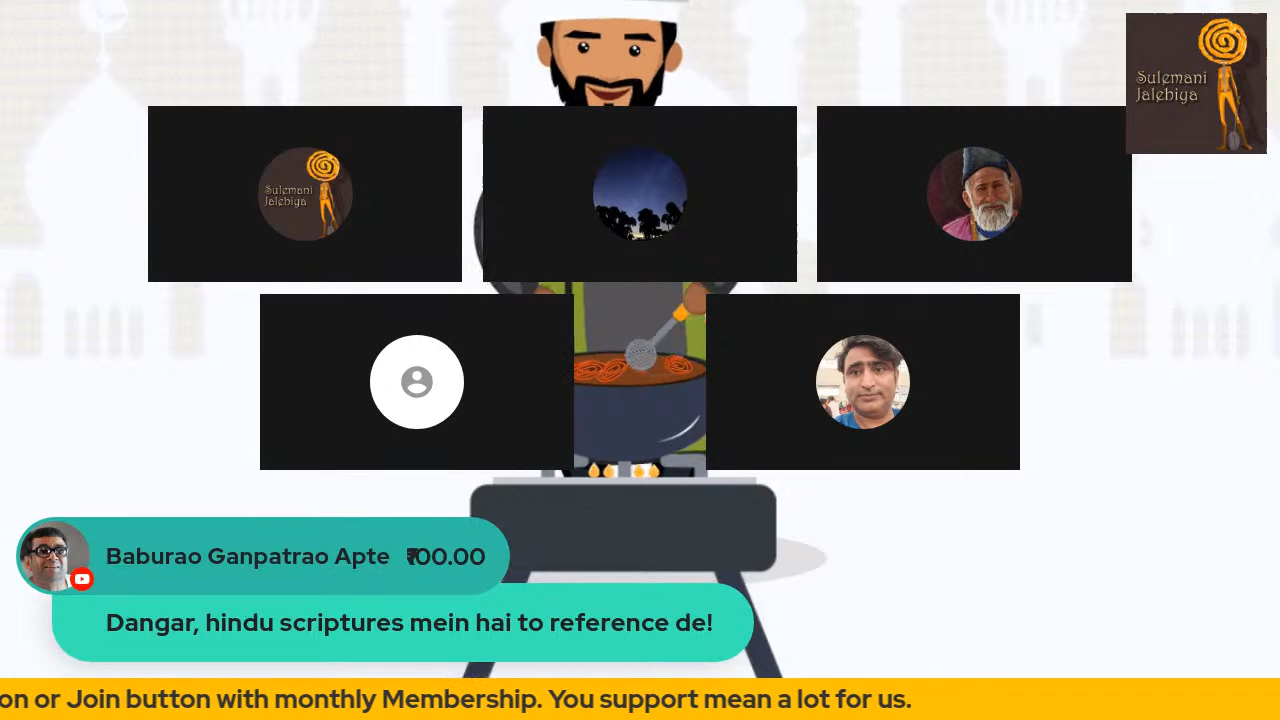 Sulemani
Jalebiya
Sulemani
Jalebiya
Baburao Ganpatrao Apte ₹100.00
Dangar, hindu scriptures mein hai to reference de!
on or Join button with monthly Membership. You support mean a lot for us.